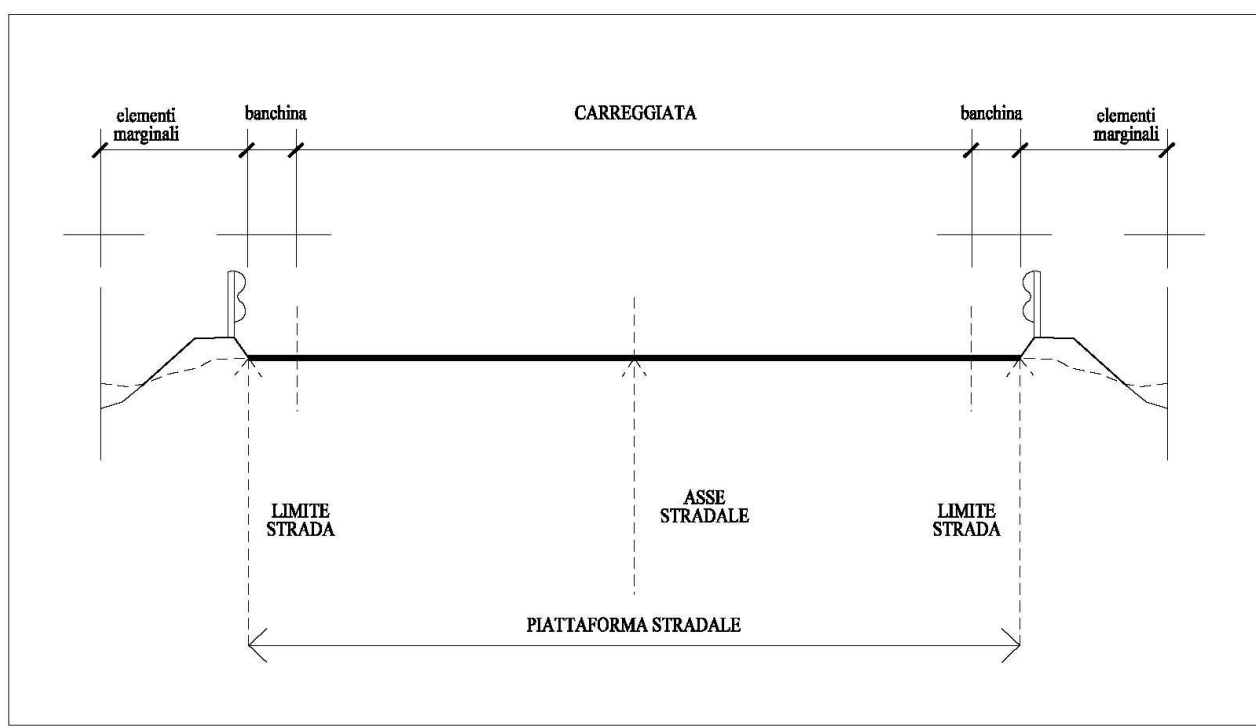 elementi
marginali
banchina
CARREGGIATA
banchina
elementi
marginali
LIMITE
STRADA
ASSE
STRADALE
LIMITE
STRADA
PIATTAFORMA STRADALE